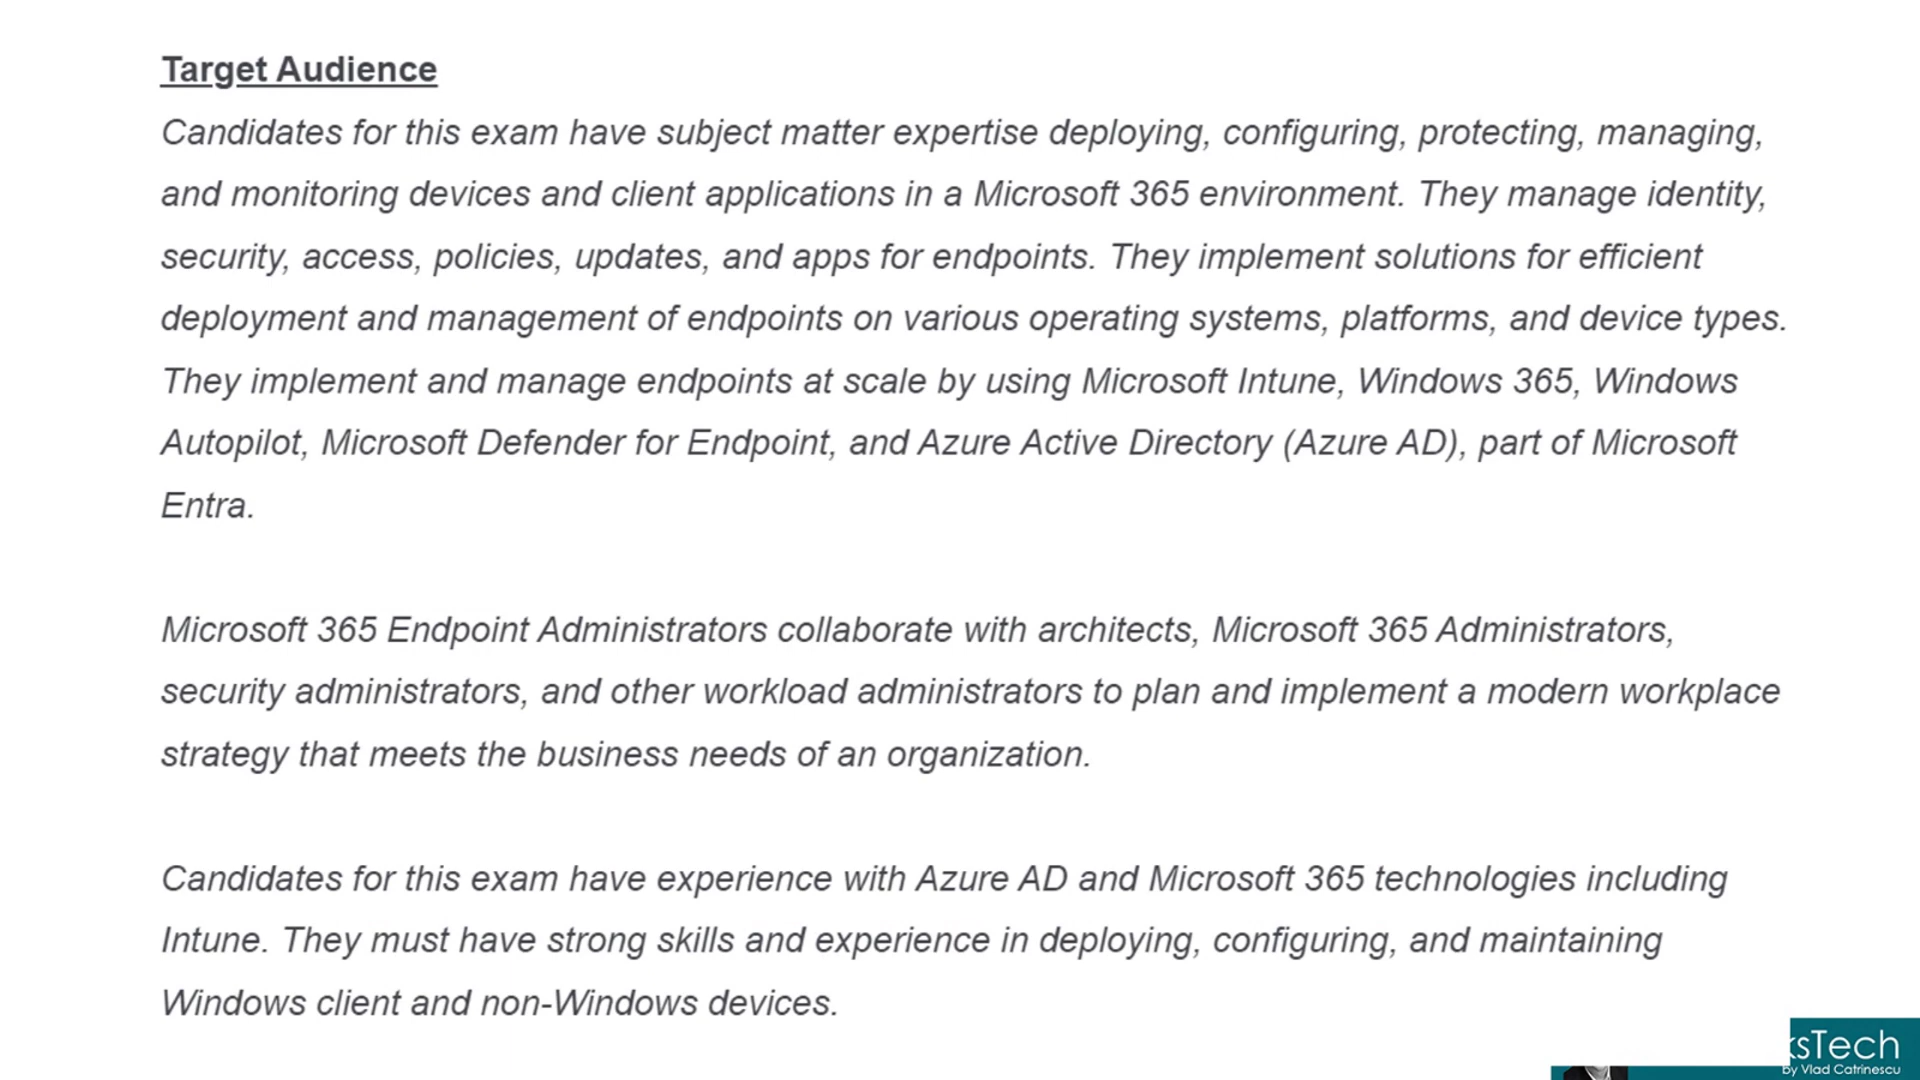 Target Audience
Candidates for this exam have subject matter expertise deploying, configuring, protecting, managing,
and monitoring devices and client applications in a Microsoft 365 environment. They manage identity,
security, access, policies, updates, and apps for endpoints. They implement solutions for efficient
deployment and management of endpoints on various operating systems, platforms, and device types.
They implement and manage endpoints at scale by using Microsoft Intune, Windows 365, Windows
Autopilot, Microsoft Defender for Endpoint, and Azure Active Directory (Azure AD), part of Microsoft
Entra.
Microsoft 365 Endpoint Administrators collaborate with architects, Microsoft 365 Administrators,
security administrators, and other workload administrators to plan and implement a modern workplace
strategy that meets the business needs of an organization.
Candidates for this exam have experience with Azure AD and Microsoft 365 technologies including
Intune. They must have strong skills and experience in deploying, configuring, and maintaining
Windows client and non-Windows devices.
ksTech
by Vlad Catrinescu